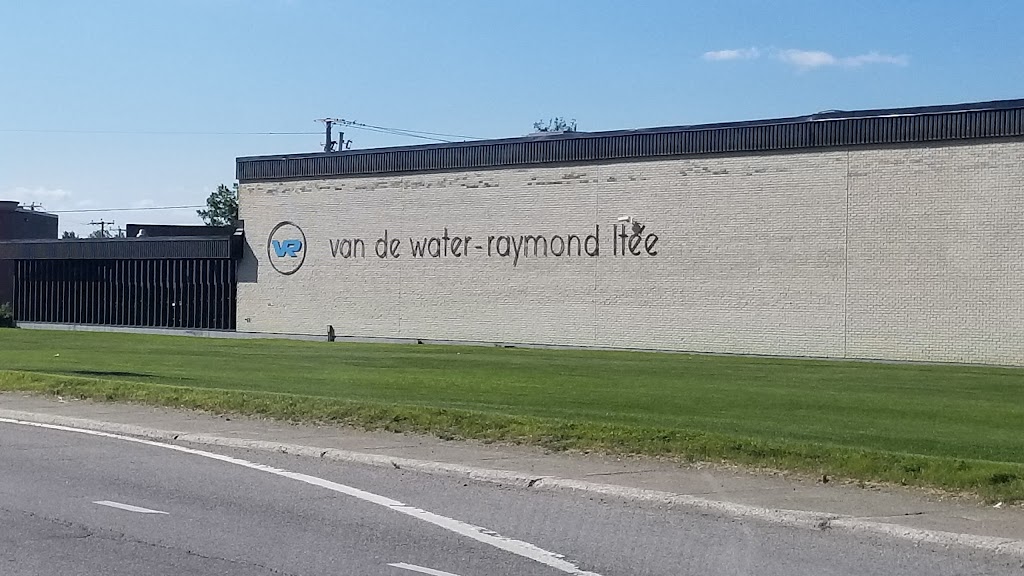 VR
van de water-raymond ltée